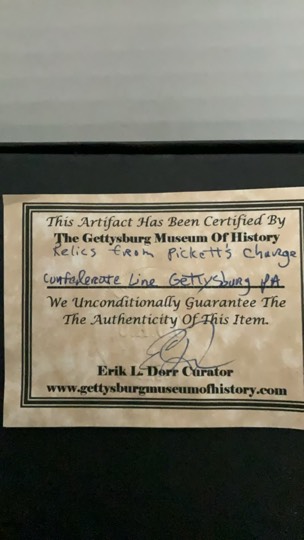 This Artifact Has Been Certified By
The Gettysburg Museum Of History
Relics from Pickett's Charge
Confederate Line Gettysburg PA
We Unconditionally Guarantee The
The Authenticity Of This Item.
Erik L. Dorr Curator
www.gettysburgmuseumofhistory.com